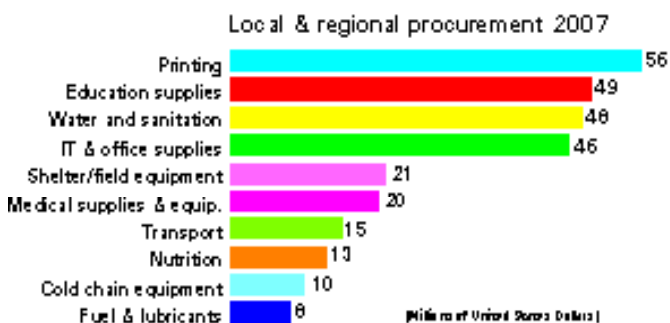 Local & regional procurement 2007
Printing 56
Education supplies 49
Water and sanitation 48
IT & office supplies 46
Shelter/field equipment 21
Medical supplies & equip. 20
Transport 15
Nutrition 13
Cold chain equipment 10
Fuel & lubricants 8
(Millions of United States Dollars)